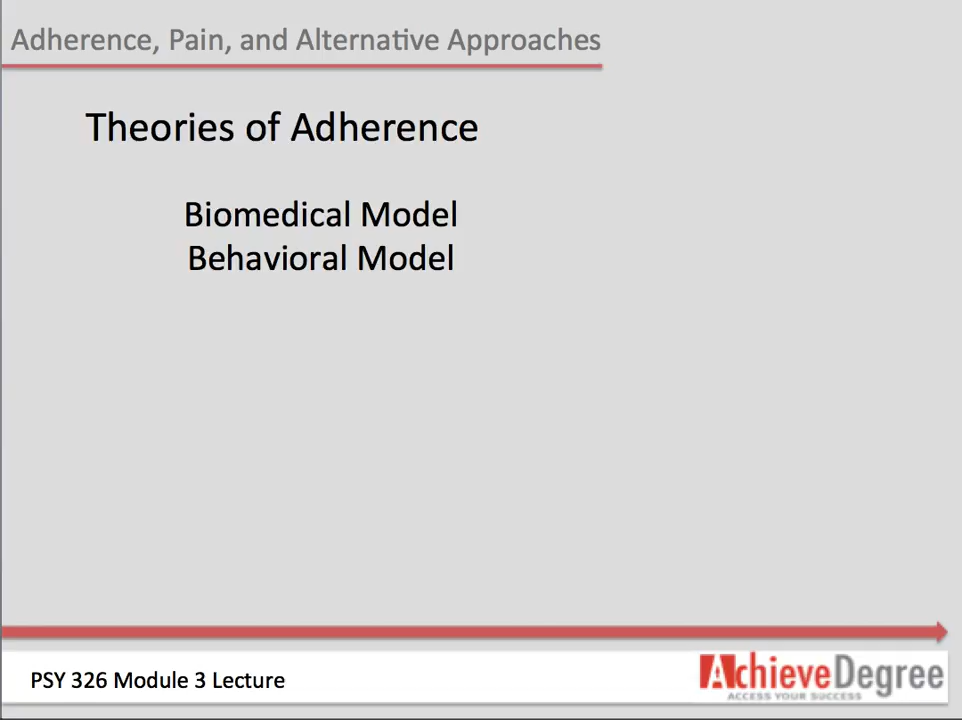 Adherence, Pain, and Alternative Approaches
Theories of Adherence
Biomedical Model
Behavioral Model
PSY 326 Module 3 Lecture
AchieveDegree
ACCESS YOUR SUCCESS